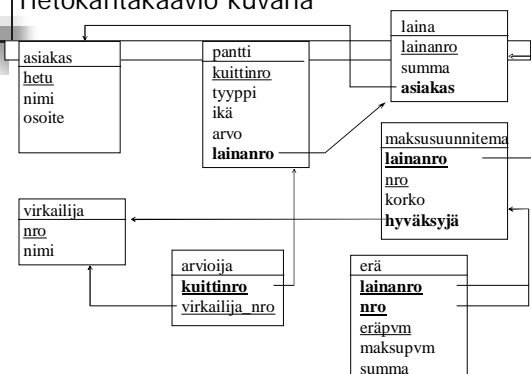 Tietokantakaavio kuvana
asiakas
hetu
nimi
osoite
pantti
kuittinro
tyyppi
ikä
arvo
lainanro
laina
lainanro
summa
asiakas
maksusuunnitema
lainanro
nro
korko
hyväksyjä
virkailija
nro
nimi
arvioija
kuittinro
virkailija_nro
erä
lainanro
nro
eräpvm
maksupvm
summa